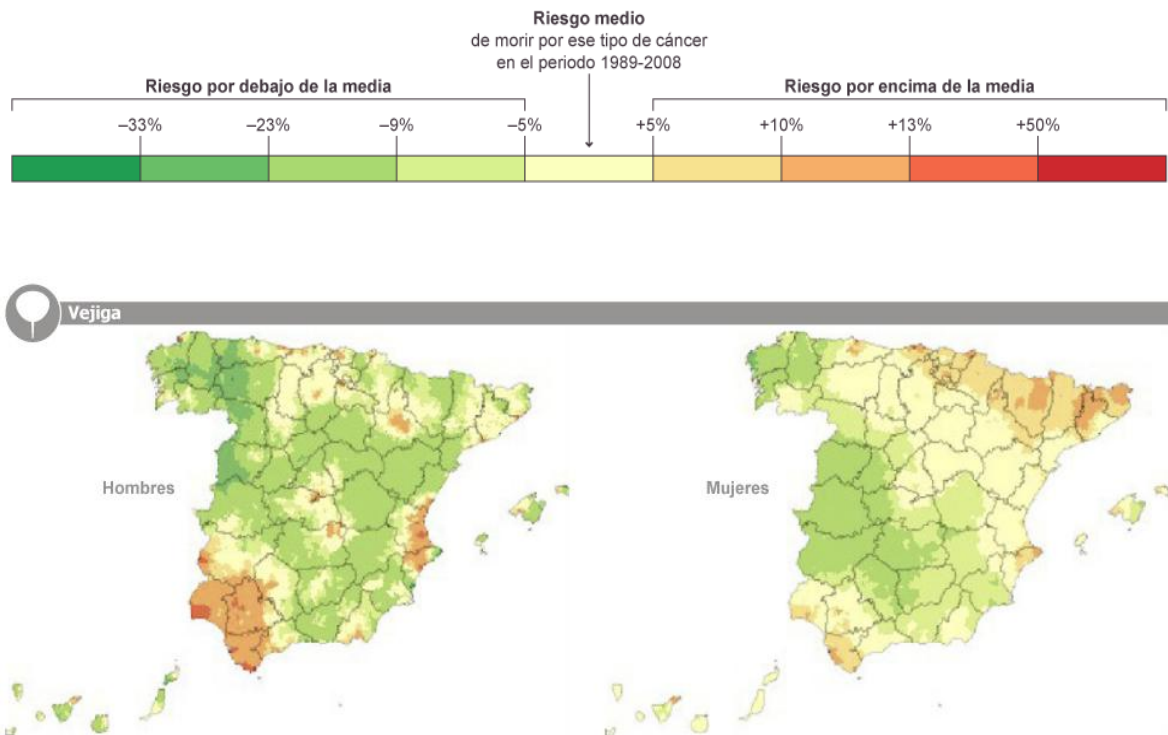 Riesgo medio
de morir por ese tipo de cáncer
en el periodo 1989-2008
Riesgo por debajo de la media
Riesgo por encima de la media
–33% –23% –9% –5% +5% +10% +13% +50%
Vejiga
Hombres
Mujeres